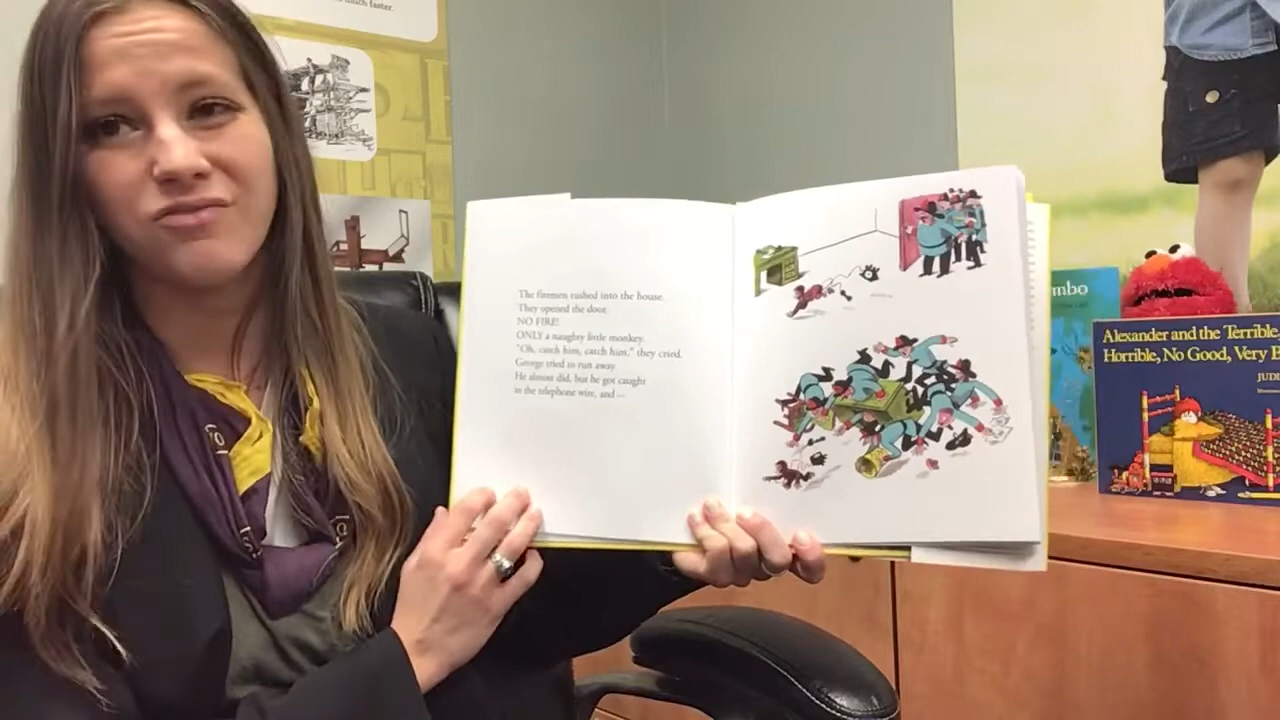 much faster.
The firemen rushed into the house.
They opened the door.
NO FIRE!
ONLY a naughty little monkey.
"Oh, catch him, catch him," they cried.
George tried to run away.
He almost did, but he got caught
in the telephone wire, and —
mbo
Alexander and the Terrible,
Horrible, No Good, Very B
JUDI